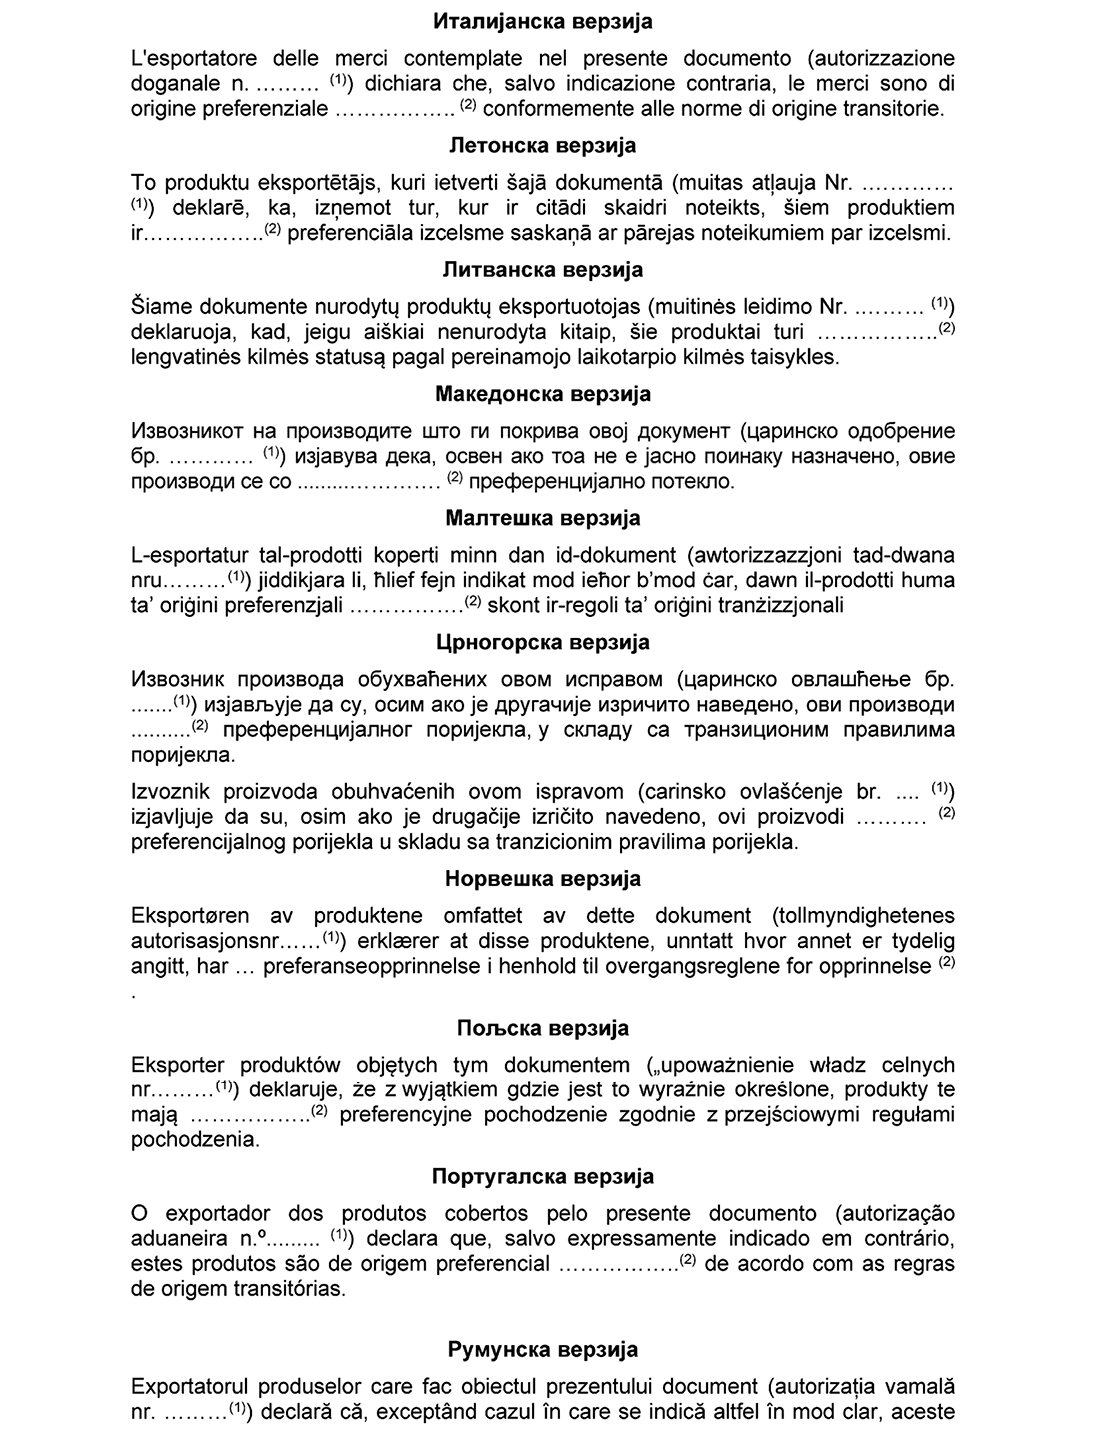 Италијанска верзија
L'esportatore delle merci contemplate nel presente documento (autorizzazione
doganale n. ……… (1)) dichiara che, salvo indicazione contraria, le merci sono di
origine preferenziale …………….. (2) conformemente alle norme di origine transitorie.
Летонска верзија
To produktu eksportētājs, kuri ietverti šajā dokumentā (muitas atļauja Nr. ….………
(1)) deklarē, ka, izņemot tur, kur ir citādi skaidri noteikts, šiem produktiem
ir……………..(2) preferenciāla izcelsme saskaņā ar pārejas noteikumiem par izcelsmi.
Литванска верзија
Šiame dokumente nurodytų produktų eksportuotojas (muitinės leidimo Nr. .……… (1))
deklaruoja, kad, jeigu aiškiai nenurodyta kitaip, šie produktai turi ……………..(2)
lengvatinės kilmės statusą pagal pereinamojo laikotarpio kilmės taisykles.
Македонска верзија
Извозникот на производите што ги покрива овој документ (царинско одобрение
бр. ………… (1)) изјавува дека, освен ако тоа не е јасно поинаку назначено, овие
производи се со .........…………. (2) преференцијално потекло.
Малтешка верзија
L-esportatur tal-prodotti koperti minn dan id-dokument (awtorizzazzjoni tad-dwana
nru………(1)) jiddikjara li, ħlief fejn indikat mod ieħor b’mod ċar, dawn il-prodotti huma
ta’ oriġini preferenzjali …………….(2) skont ir-regoli ta’ oriġini tranżizzjonali
Црногорска верзија
Извозник производа обухваћених овом исправом (царинско овлашћење бр.
.......(1)) изјављује да су, осим ако је другачије изричито наведено, ови производи
..........(2) преференцијалног поријекла, у складу са транзиционим правилима
поријекла.
Izvoznik proizvoda obuhvaćenih ovom ispravom (carinsko ovlašćenje br. .... (1))
izjavljuje da su, osim ako je drugačije izričito navedeno, ovi proizvodi ………. (2)
preferencijalnog porijekla u skladu sa tranzicionim pravilima porijekla.
Норвешка верзија
Eksportøren av produktene omfattet av dette dokument (tollmyndighetenes
autorisasjonsnr……(1)) erklærer at disse produktene, unntatt hvor annet er tydelig
angitt, har … preferanseopprinnelse i henhold til overgangsreglene for opprinnelse (2)
.
Пољска верзија
Eksporter produktów objętych tym dokumentem („upoważnienie władz celnych
nr………(1)) deklaruje, że z wyjątkiem gdzie jest to wyraźnie określone, produkty te
mają ……………..(2) preferencyjne pochodzenie zgodnie z przejściowymi regułami
pochodzenia.
Португалска верзија
O exportador dos produtos cobertos pelo presente documento (autorização
aduaneira n.º......... (1)) declara que, salvo expressamente indicado em contrário,
estes produtos são de origem preferencial ……………..(2) de acordo com as regras
de origem transitórias.
Румунска верзија
Exportatorul produselor care fac obiectul prezentului document (autorizația vamală
nr. ………(1)) declară că, exceptând cazul în care se indică altfel în mod clar, aceste